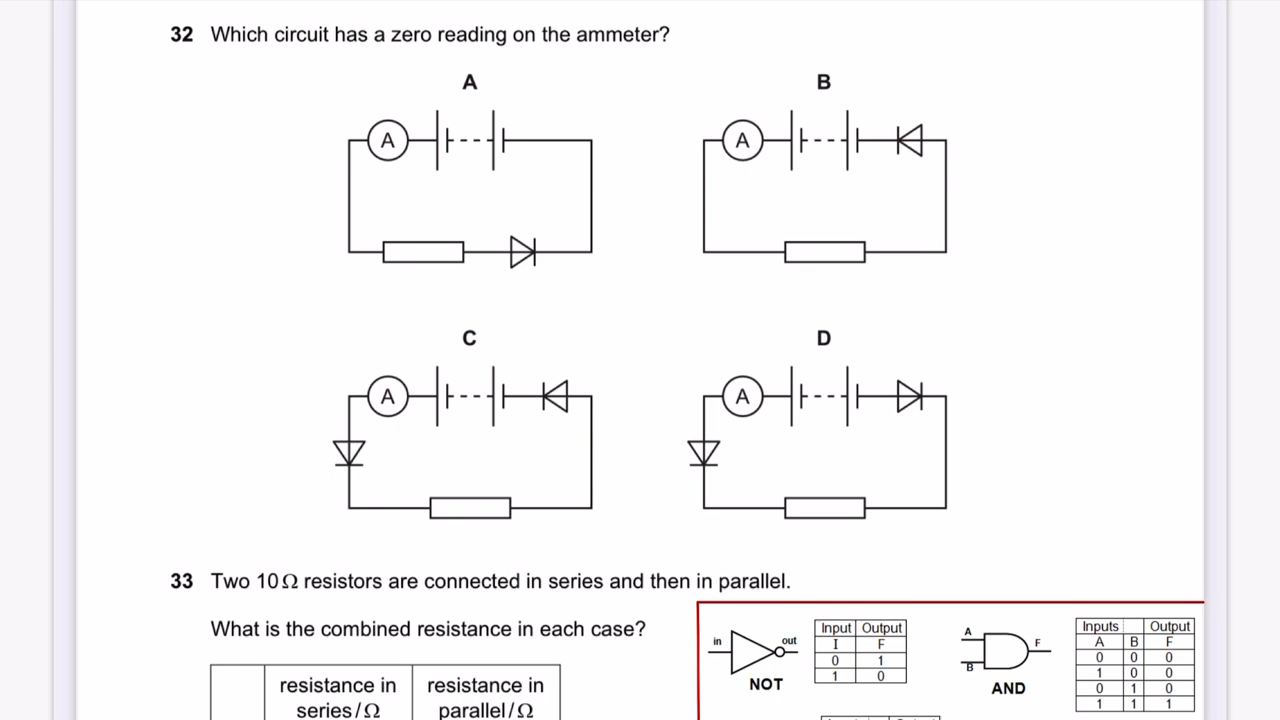 32 Which circuit has a zero reading on the ammeter?
A
B
A
A
C
D
A
A
33 Two 10 Ω resistors are connected in series and then in parallel.
What is the combined resistance in each case?
resistance in series/Ω
resistance in parallel/Ω
in
out
NOT
Input Output
I F
0 1
1 0
A
B
F
AND
Inputs Output
A B F
0 0 0
1 0 0
0 1 0
1 1 1